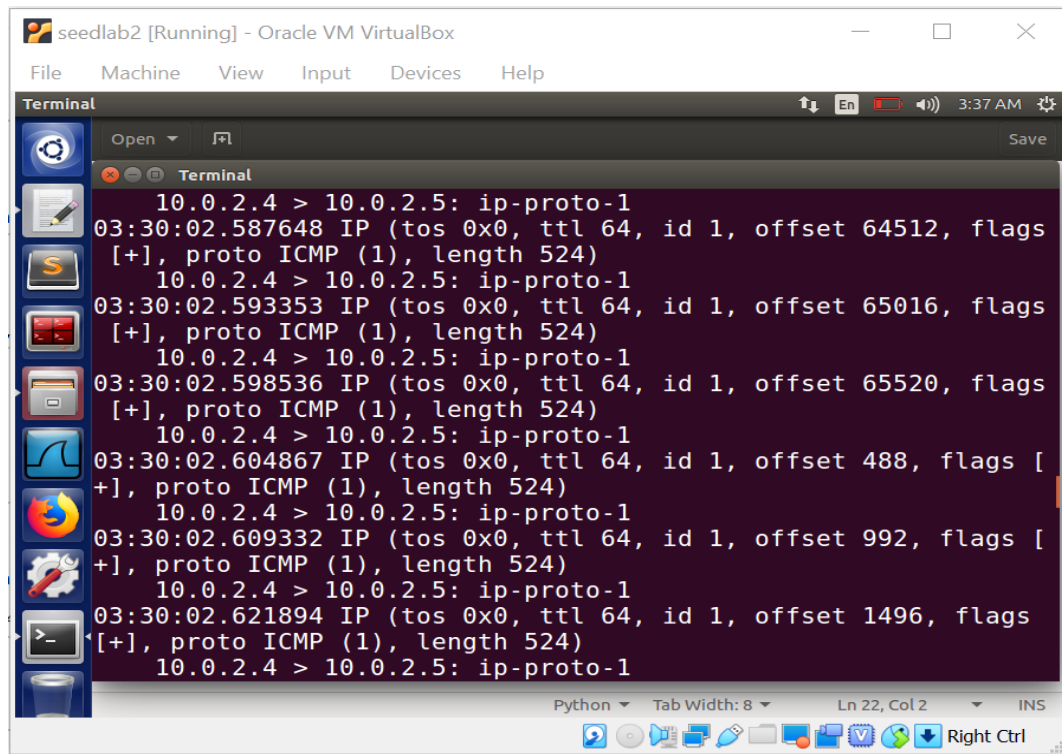 seedlab2 [Running] - Oracle VM VirtualBox
File Machine View Input Devices Help
Terminal En 3:37 AM
Open Save
Terminal
10.0.2.4 > 10.0.2.5: ip-proto-1
03:30:02.587648 IP (tos 0x0, ttl 64, id 1, offset 64512, flags
[+], proto ICMP (1), length 524)
10.0.2.4 > 10.0.2.5: ip-proto-1
03:30:02.593353 IP (tos 0x0, ttl 64, id 1, offset 65016, flags
[+], proto ICMP (1), length 524)
10.0.2.4 > 10.0.2.5: ip-proto-1
03:30:02.598536 IP (tos 0x0, ttl 64, id 1, offset 65520, flags
[+], proto ICMP (1), length 524)
10.0.2.4 > 10.0.2.5: ip-proto-1
03:30:02.604867 IP (tos 0x0, ttl 64, id 1, offset 488, flags [
+], proto ICMP (1), length 524)
10.0.2.4 > 10.0.2.5: ip-proto-1
03:30:02.609332 IP (tos 0x0, ttl 64, id 1, offset 992, flags [
+], proto ICMP (1), length 524)
10.0.2.4 > 10.0.2.5: ip-proto-1
03:30:02.621894 IP (tos 0x0, ttl 64, id 1, offset 1496, flags
[+], proto ICMP (1), length 524)
10.0.2.4 > 10.0.2.5: ip-proto-1
Python Tab Width: 8 Ln 22, Col 2 INS
Right Ctrl